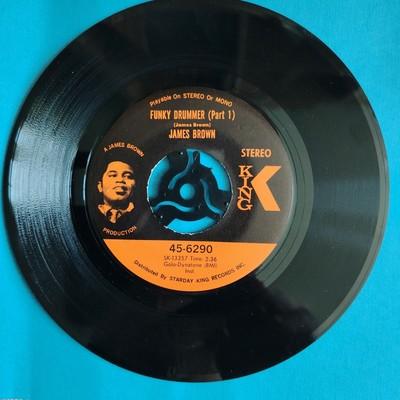 Playable On STEREO Or MONO
FUNKY DRUMMER (Part 1)
(James Brown)
JAMES BROWN
STEREO
KING
K
A JAMES BROWN
PRODUCTION
45-6290
SK-13357 Time: 2:36
Golo-Dynatone (BMI)
Inst
Distributed By STARDAY KING RECORDS INC.